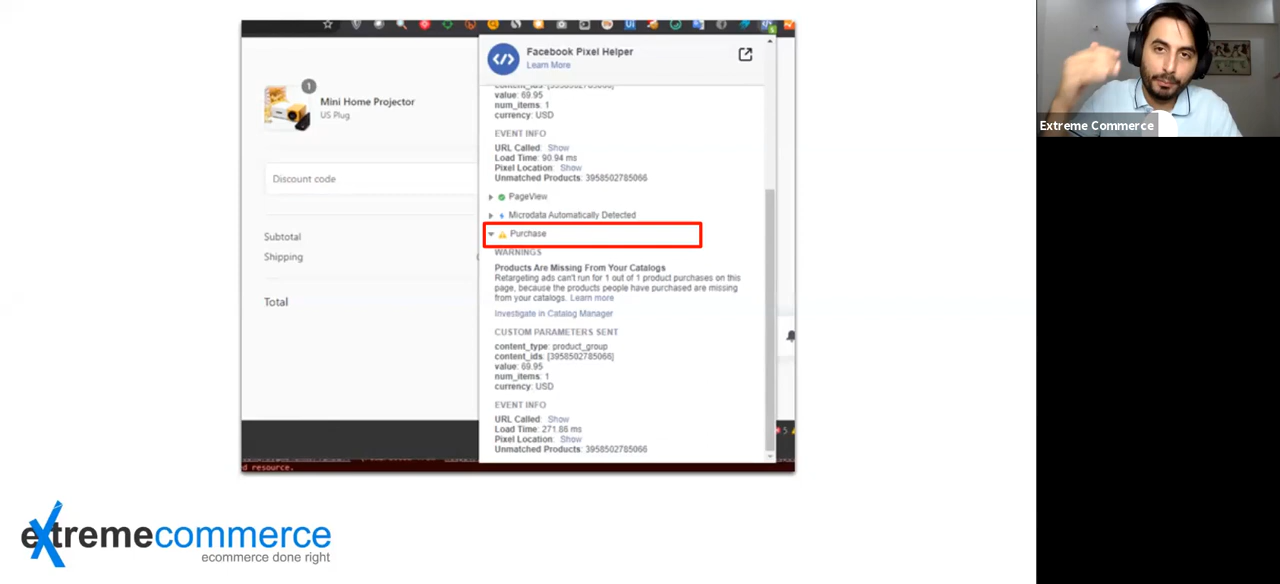 Facebook Pixel Helper
Learn More
1
Mini Home Projector
US Plug
Discount code
Subtotal
Shipping
Total
content_ids: [3958502785066]
value: 69.95
num_items: 1
currency: USD
EVENT INFO
URL Called: Show
Load Time: 90.94 ms
Pixel Location: Show
Unmatched Products: 3958502785066
PageView
Microdata Automatically Detected
Purchase
WARNINGS
Products Are Missing From Your Catalogs
Retargeting ads can't run for 1 out of 1 product purchases on this
page, because the products people have purchased are missing
from your catalogs. Learn more
Investigate in Catalog Manager
CUSTOM PARAMETERS SENT
content_type: product_group
content_ids: [3958502785066]
value: 69.95
num_items: 1
currency: USD
EVENT INFO
URL Called: Show
Load Time: 271.86 ms
Pixel Location: Show
Unmatched Products: 3958502785066
d resource.
extremecommerce
ecommerce done right
Extreme Commerce